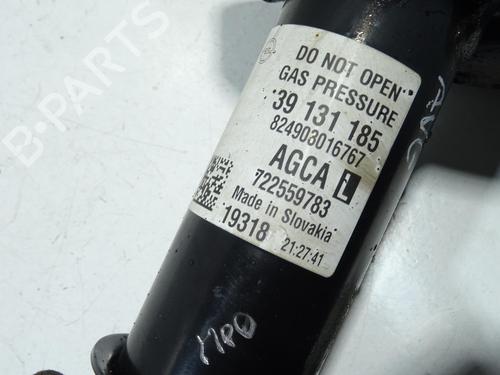 B-PARTS
DO NOT OPEN
GAS PRESSURE
39 131 185
824903016767
AGCA L
722559783
Made in Slovakia
19318 21:27:41